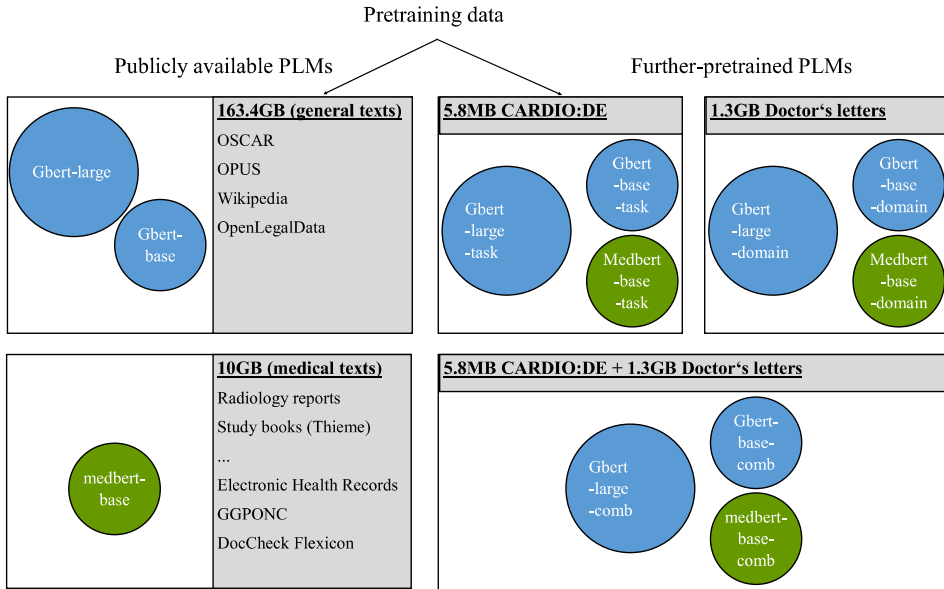 Pretraining data
Publicly available PLMs
Further-pretrained PLMs
Gbert-large
Gbert-
base
163.4GB (general texts)
OSCAR
OPUS
Wikipedia
OpenLegalData
5.8MB CARDIO:DE
Gbert
-large
-task
Gbert
-base
-task
Medbert
-base
-task
1.3GB Doctor‘s letters
Gbert
-large
-domain
Gbert
-base
-domain
Medbert
-base
-domain
medbert-
base
10GB (medical texts)
Radiology reports
Study books (Thieme)
...
Electronic Health Records
GGPONC
DocCheck Flexicon
5.8MB CARDIO:DE + 1.3GB Doctor‘s letters
Gbert
-large
-comb
Gbert-
base-
comb
medbert-
base-
comb